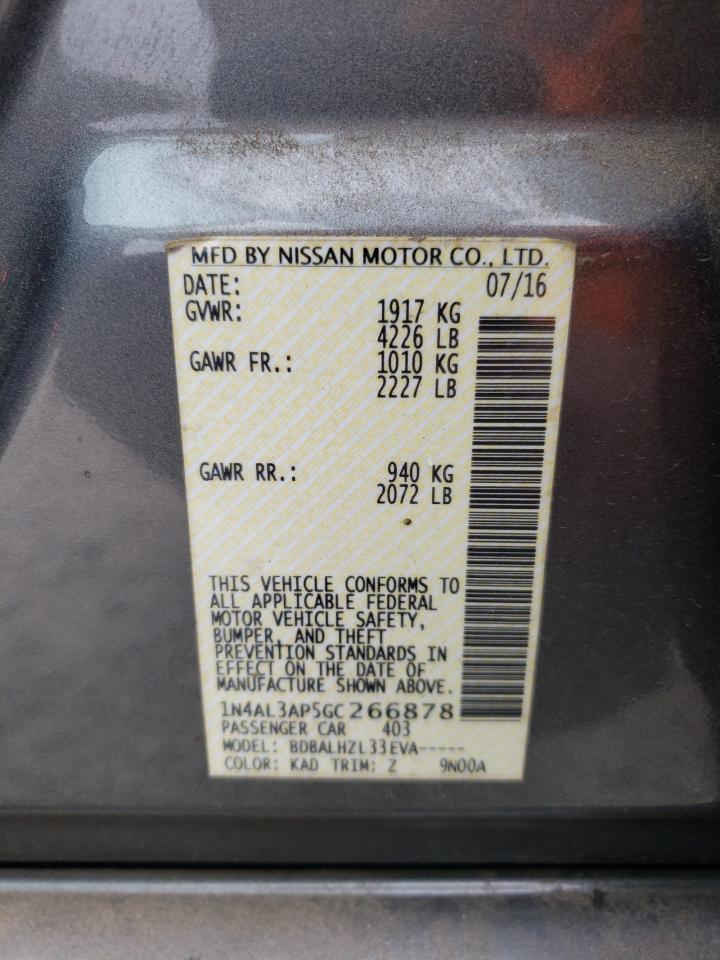 MFD BY NISSAN MOTOR CO., LTD.
DATE: 07/16
GVWR: 1917 KG
4226 LB
GAWR FR.: 1010 KG
2227 LB
GAWR RR.: 940 KG
2072 LB
THIS VEHICLE CONFORMS TO
ALL APPLICABLE FEDERAL
MOTOR VEHICLE SAFETY,
BUMPER, AND THEFT
PREVENTION STANDARDS IN
EFFECT ON THE DATE OF
MANUFACTURE SHOWN ABOVE.
1N4AL3AP5GC266878
PASSENGER CAR 403
MODEL: BDBALHZL33EVA-----
COLOR: KAD TRIM: Z 9N00A